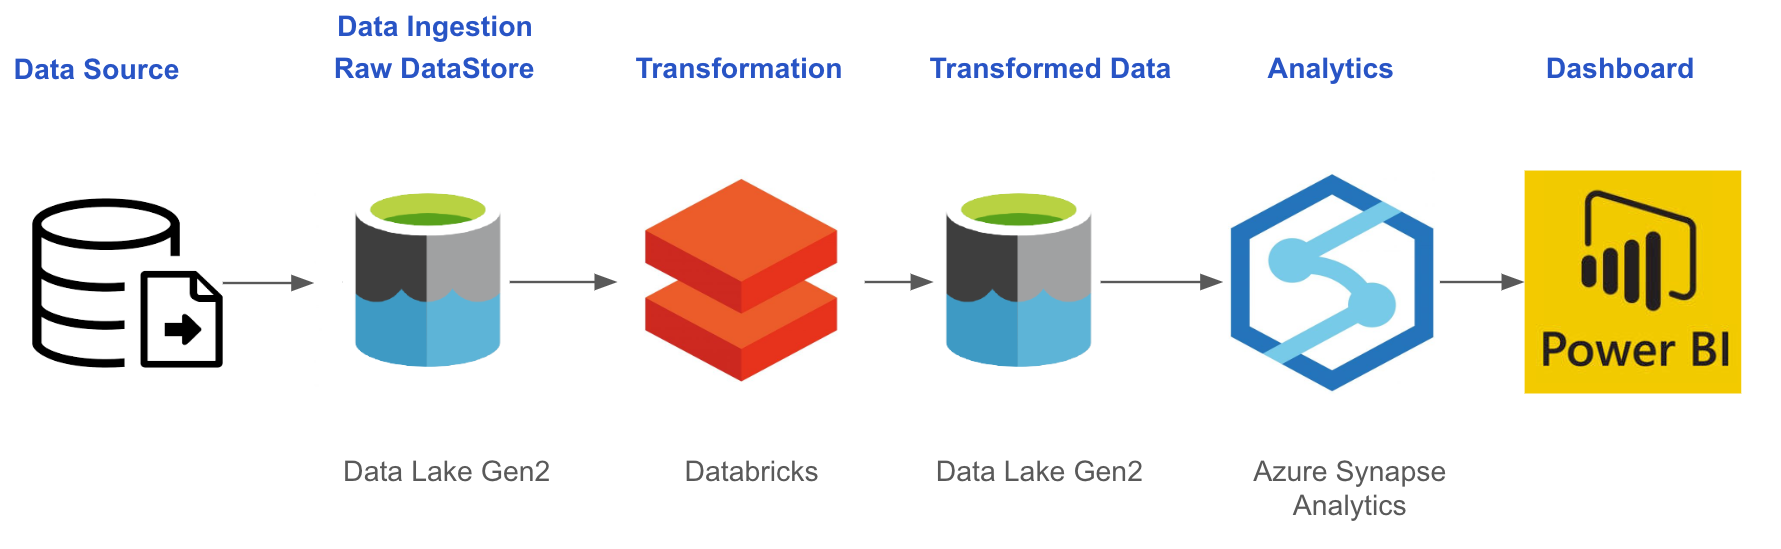 Data Source
Data Ingestion
Raw DataStore
Transformation
Transformed Data
Analytics
Dashboard
Power BI
Data Lake Gen2
Databricks
Data Lake Gen2
Azure Synapse
Analytics